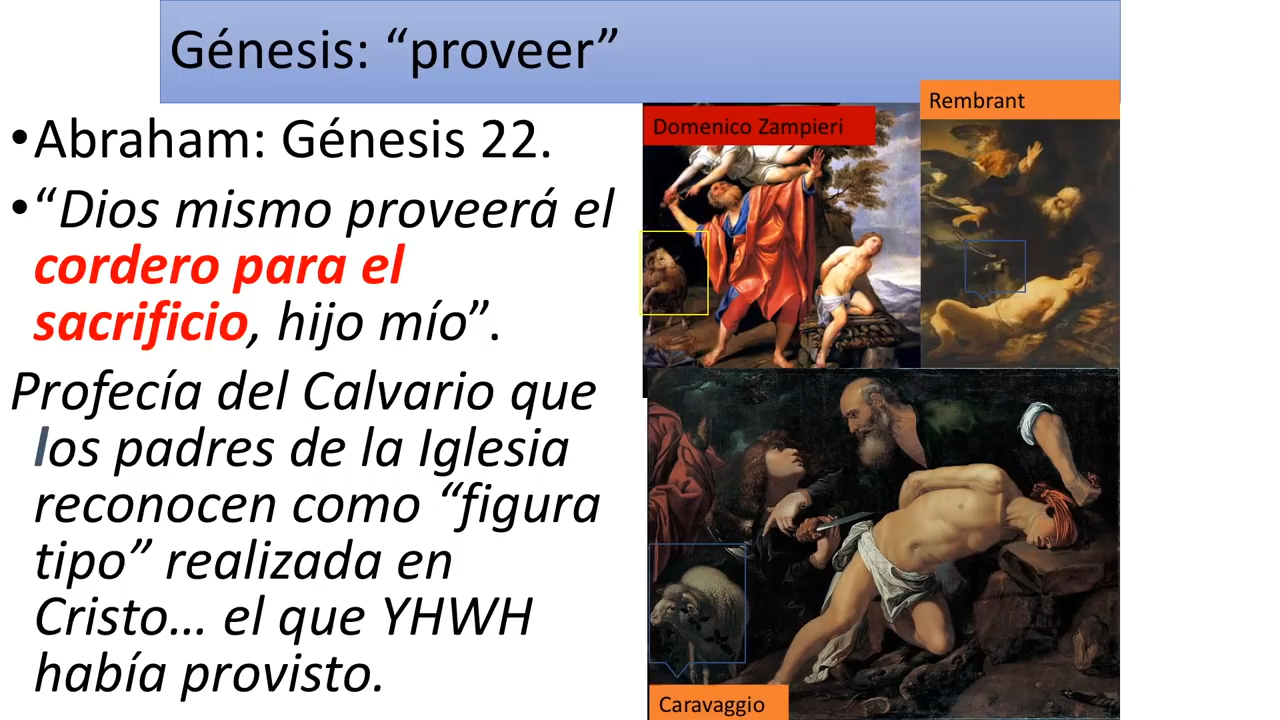 Génesis: “proveer”
•Abraham: Génesis 22.
•“Dios mismo proveerá el
cordero para el
sacrificio, hijo mío”.
Profecía del Calvario que
los padres de la Iglesia
reconocen como “figura
tipo” realizada en
Cristo... el que YHWH
había provisto.
Domenico Zampieri
Rembrant
Caravaggio